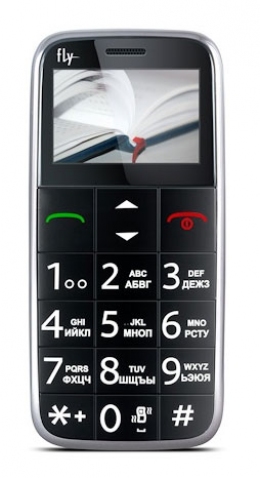 fly
1 oo
2 ABC АБВГ
3 DEF ДЕЖЗ
4 GHI ИЙКЛ
5 JKL МНОП
6 MNO РСТУ
7 PQRS ФХЦЧ
8 TUV ШЩЪЫ
9 WXYZ ЬЭЮЯ
*+
0
#